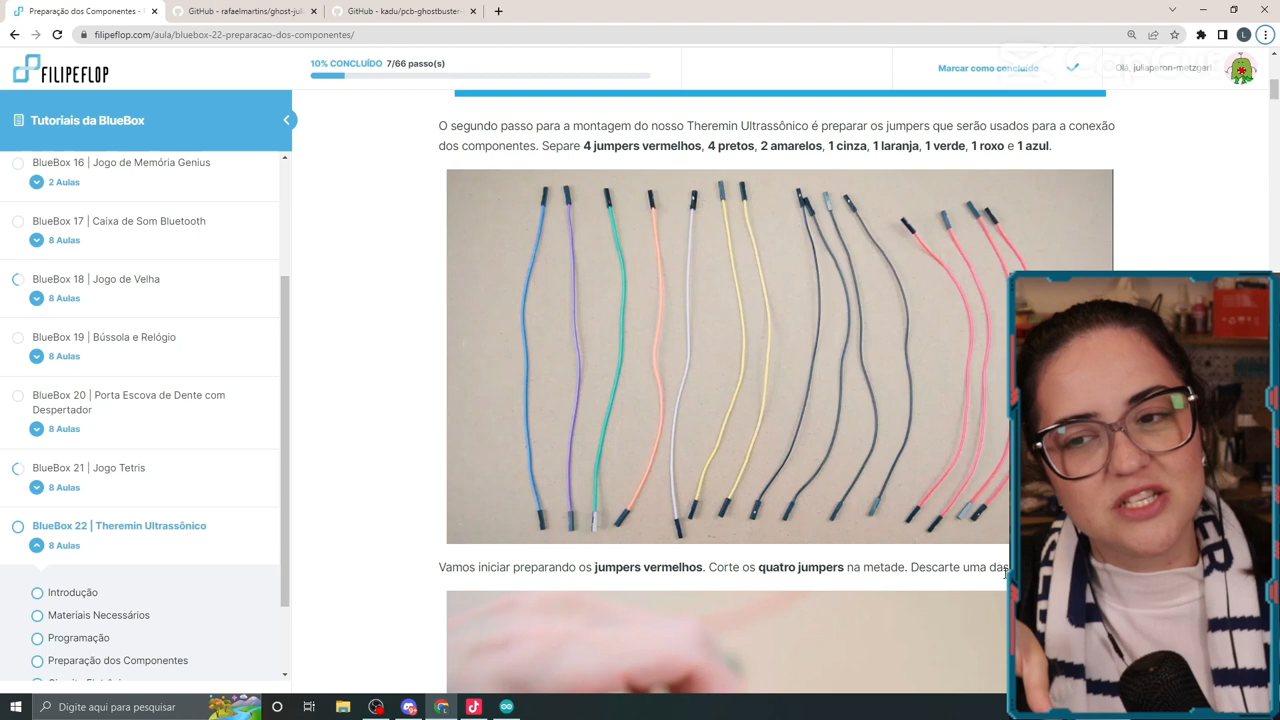 Preparação dos Componentes -
GitHub - rafaelmartins/ghost-juli
GitHub - kadu/pcb-ghostbuster-
filipeflop.com/aula/bluebox-22-preparacao-dos-componentes/
FILIPEFLOP
10% CONCLUÍDO 7/66 passo(s)
Marcar como concluído
Olá, juliaperon-metzger!
Tutoriais da BlueBox
BlueBox 16 | Jogo de Memória Genius
2 Aulas
BlueBox 17 | Caixa de Som Bluetooth
8 Aulas
BlueBox 18 | Jogo de Velha
8 Aulas
BlueBox 19 | Bússola e Relógio
8 Aulas
BlueBox 20 | Porta Escova de Dente com
Despertador
8 Aulas
BlueBox 21 | Jogo Tetris
8 Aulas
BlueBox 22 | Theremin Ultrassônico
8 Aulas
Introdução
Materiais Necessários
Programação
Preparação dos Componentes
O segundo passo para a montagem do nosso Theremin Ultrassônico é preparar os jumpers que serão usados para a conexão
dos componentes. Separe 4 jumpers vermelhos, 4 pretos, 2 amarelos, 1 cinza, 1 laranja, 1 verde, 1 roxo e 1 azul.
Vamos iniciar preparando os jumpers vermelhos. Corte os quatro jumpers na metade. Descarte uma das
Digite aqui para pesquisar